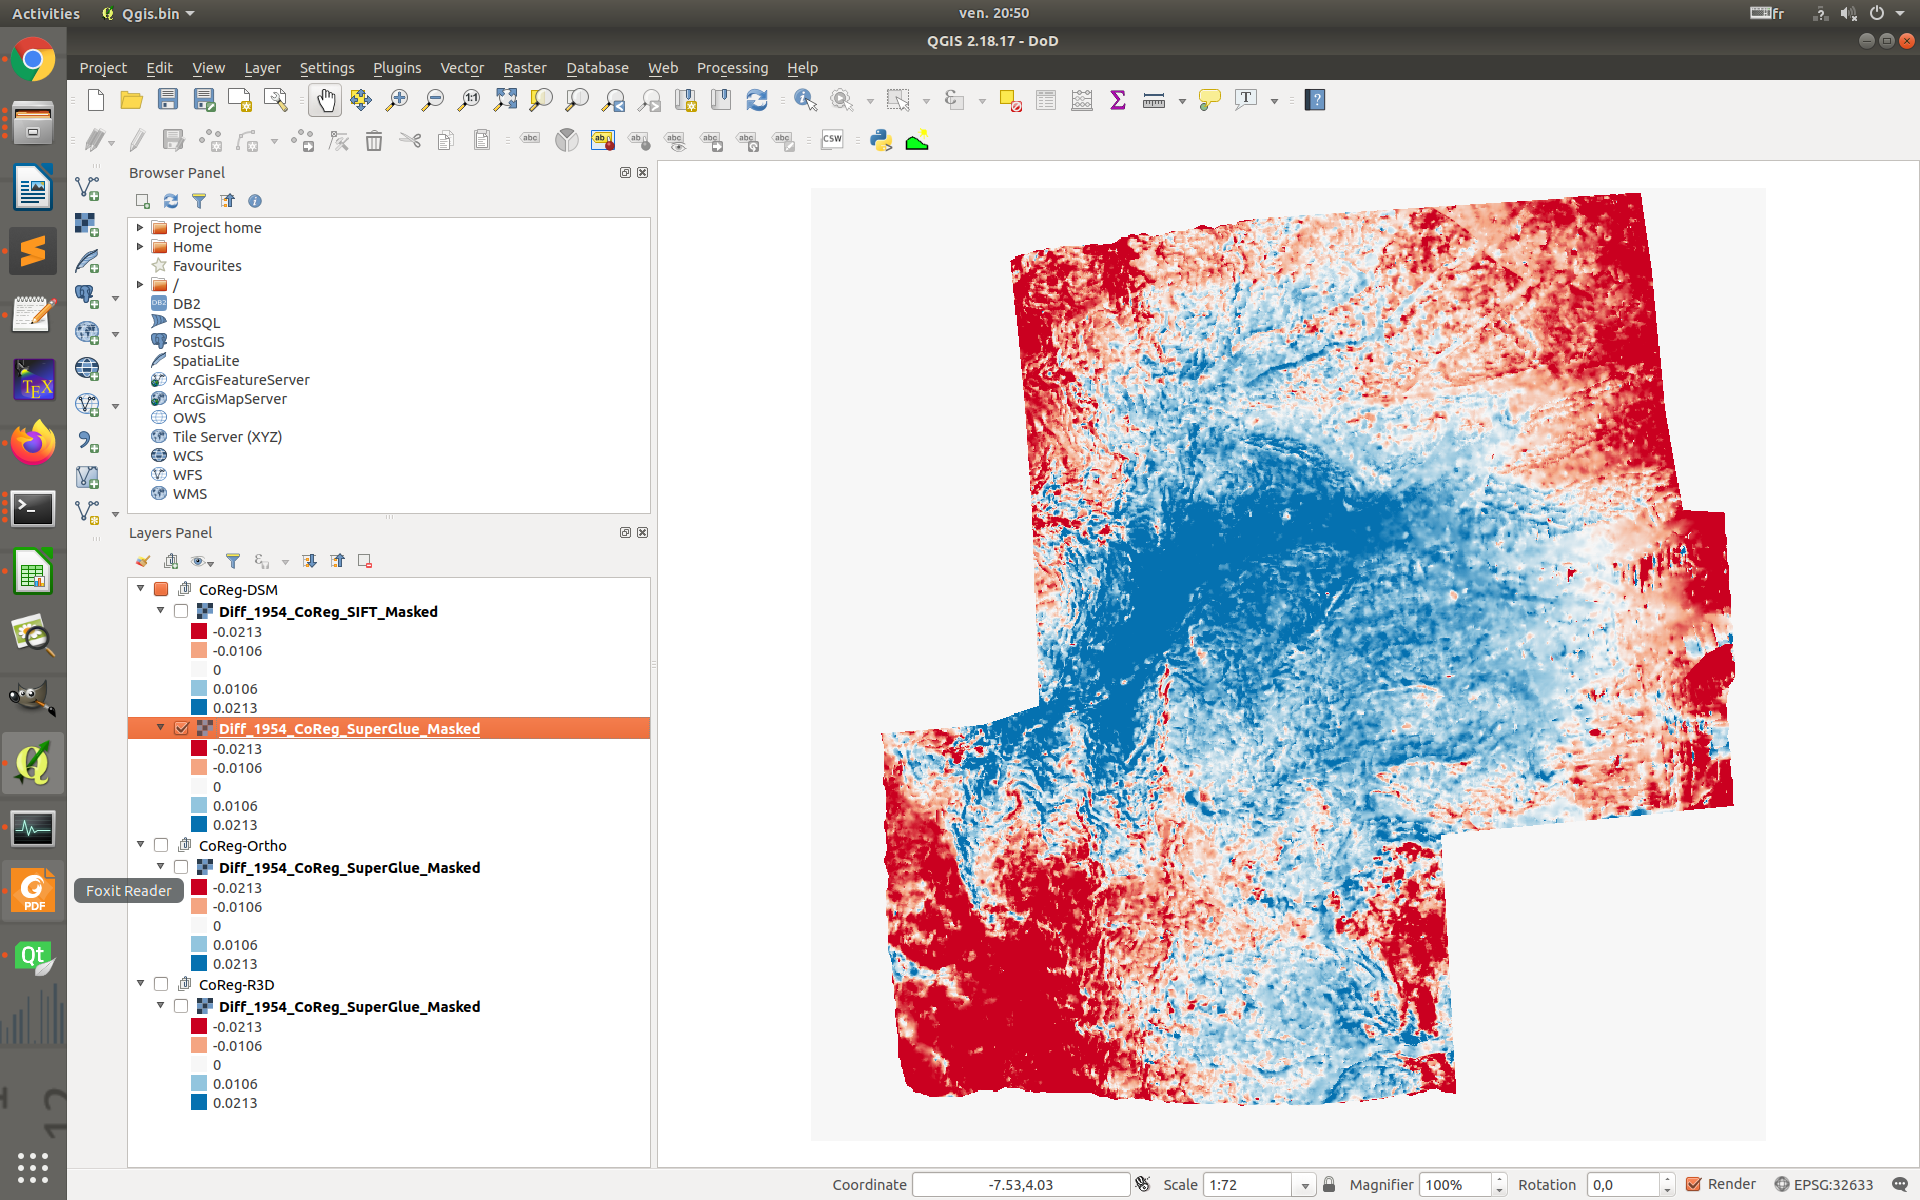 Activities
Qgis.bin
ven. 20:50
fr
QGIS 2.18.17 - DoD
Project Edit View Layer Settings Plugins Vector Raster Database Web Processing Help
CSW
Browser Panel
Project home
Home
Favourites
/
DB2
MSSQL
PostGIS
SpatiaLite
ArcGisFeatureServer
ArcGisMapServer
OWS
Tile Server (XYZ)
WCS
WFS
WMS
Layers Panel
CoReg-DSM
Diff_1954_CoReg_SIFT_Masked
-0.0213
-0.0106
0
0.0106
0.0213
Diff_1954_CoReg_SuperGlue_Masked
-0.0213
-0.0106
0
0.0106
0.0213
CoReg-Ortho
Diff_1954_CoReg_SuperGlue_Masked
-0.0213
-0.0106
0
0.0106
0.0213
CoReg-R3D
Diff_1954_CoReg_SuperGlue_Masked
-0.0213
-0.0106
0
0.0106
0.0213
Foxit Reader
PDF
Qt
TEX
Coordinate -7.53,4.03 Scale 1:72 Magnifier 100% Rotation 0,0 Render EPSG:32633